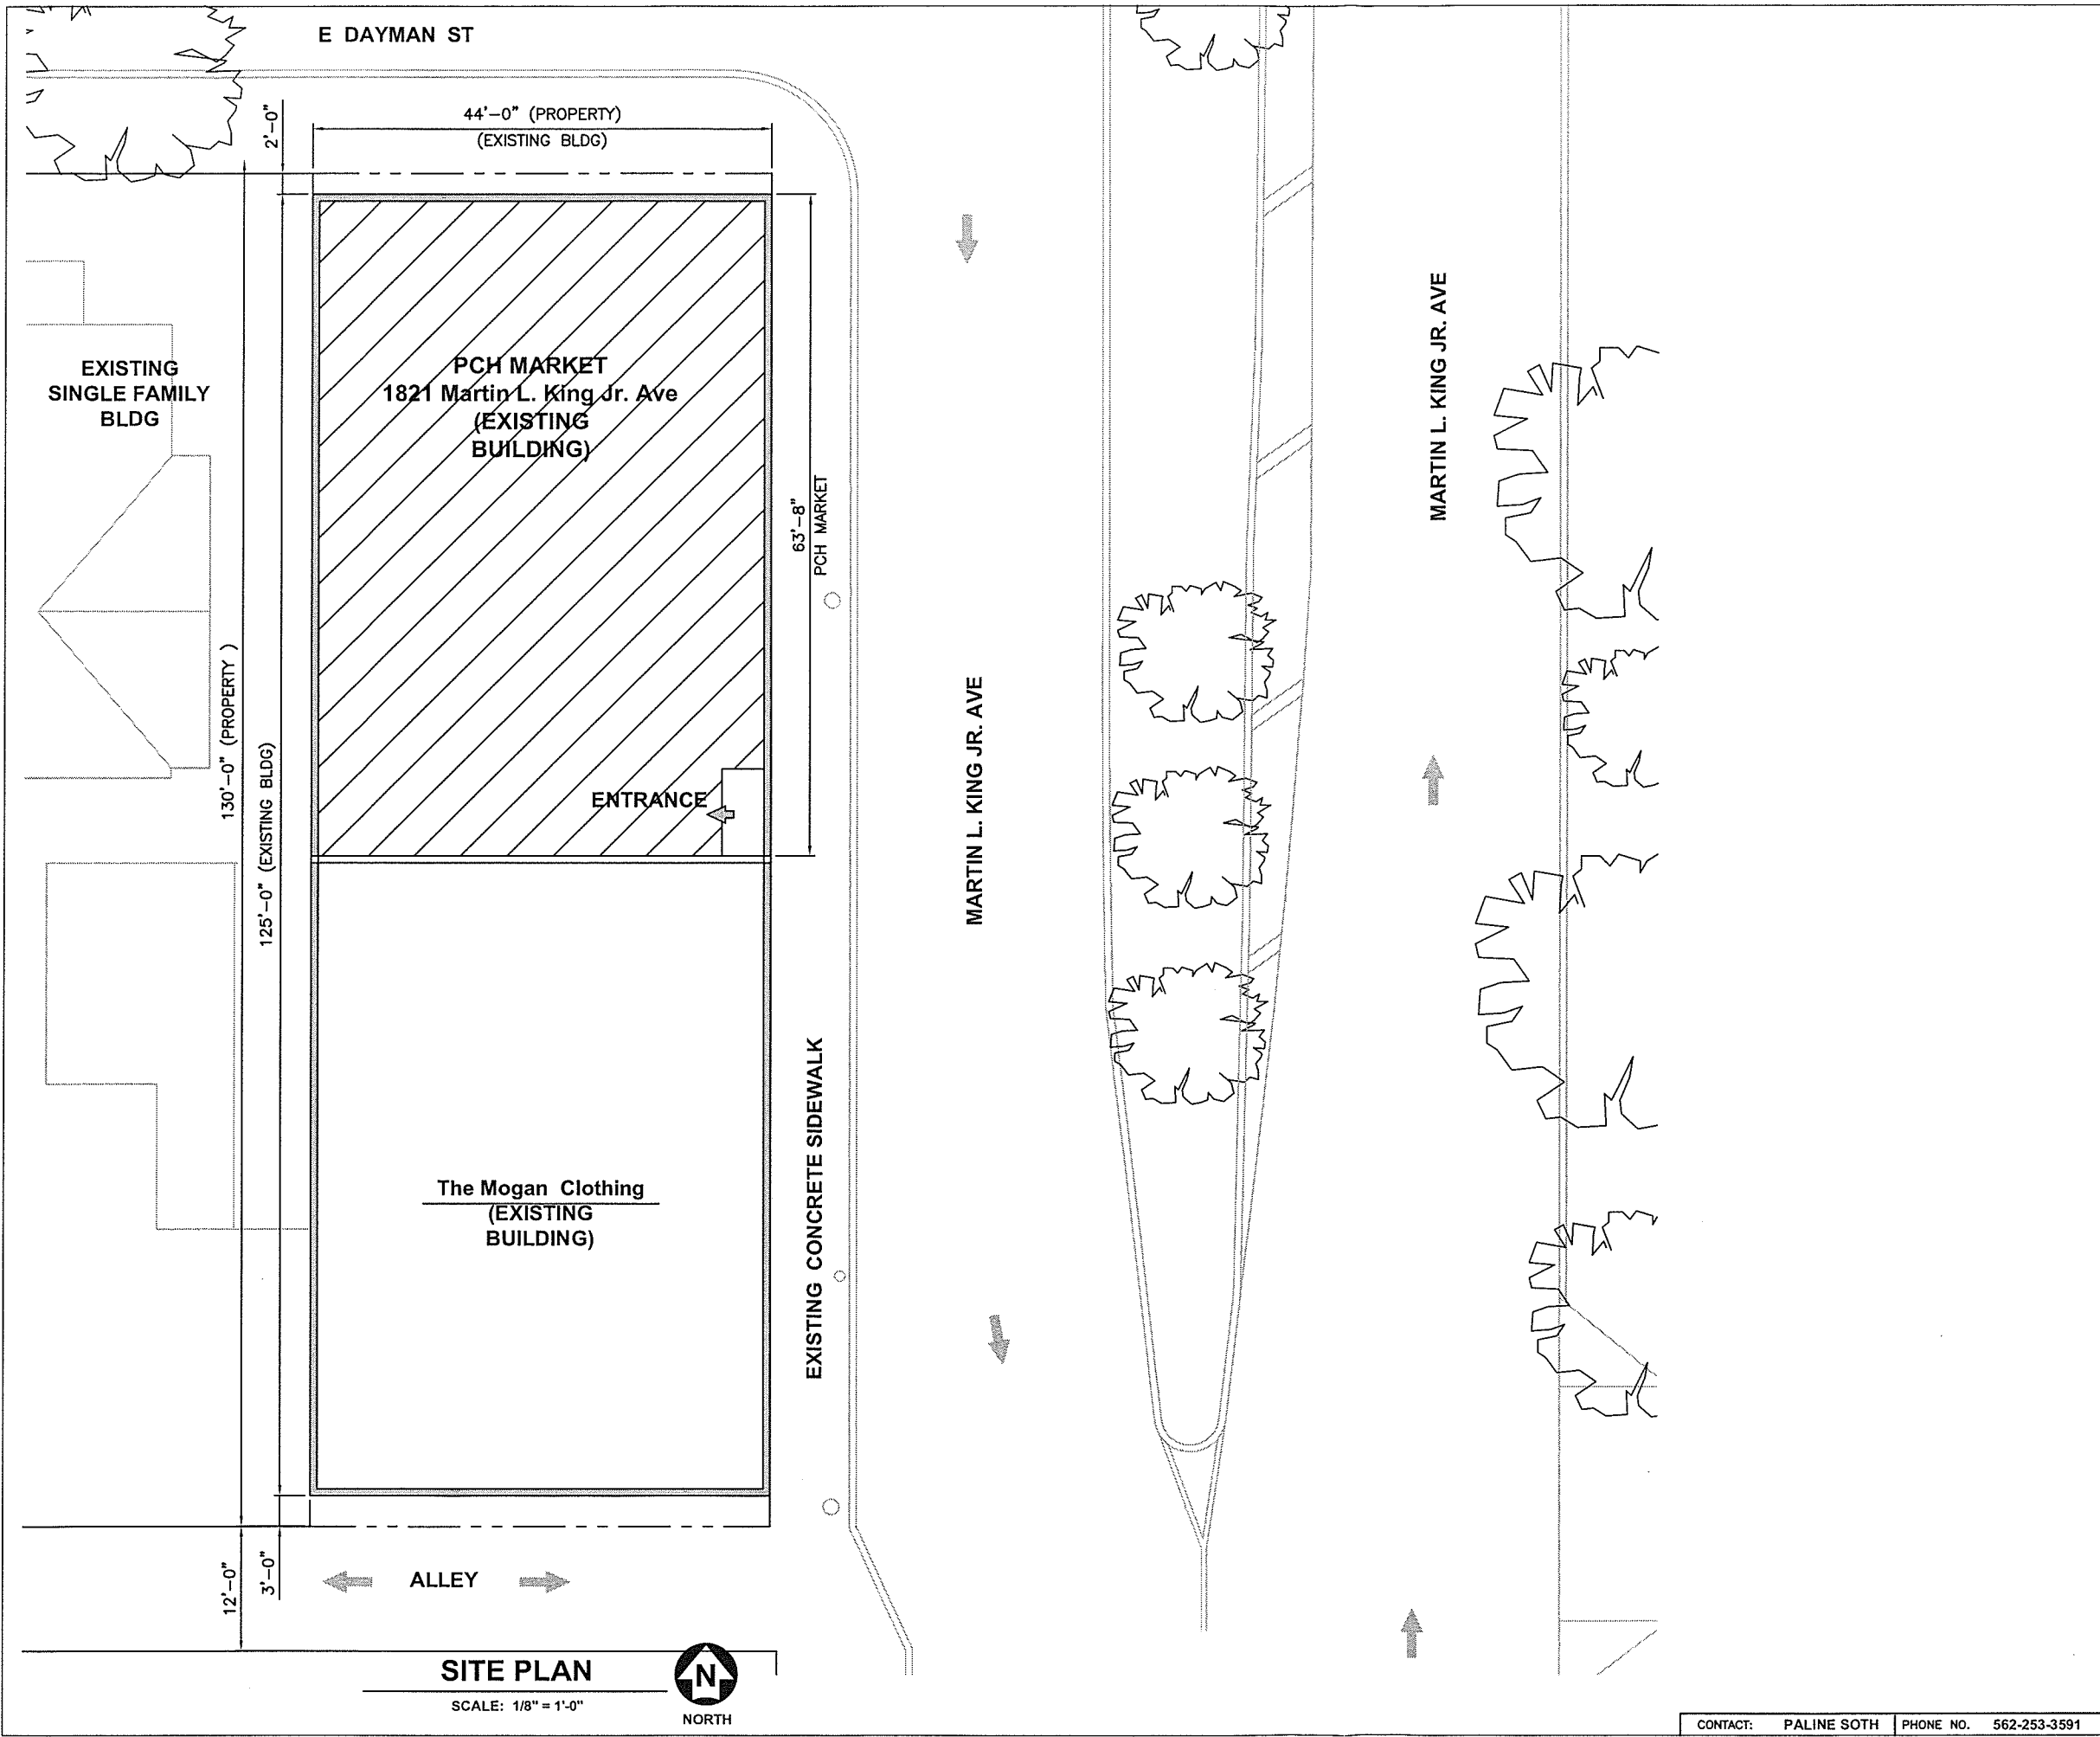 E DAYMAN ST
2'-0"
44'-0" (PROPERTY)
(EXISTING BLDG)
EXISTING
SINGLE FAMILY
BLDG
PCH MARKET
1821 Martin L. King Jr. Ave
(EXISTING
BUILDING)
63'-8"
PCH MARKET
MARTIN L. KING JR. AVE
MARTIN L. KING JR. AVE
130'-0" (PROPERTY )
125'-0" (EXISTING BLDG)
ENTRANCE
The Mogan Clothing
(EXISTING
BUILDING)
EXISTING CONCRETE SIDEWALK
12'-0"
3'-0"
ALLEY
SITE PLAN
SCALE: 1/8" = 1'-0"
N
NORTH
CONTACT: PALINE SOTH PHONE NO. 562-253-3591